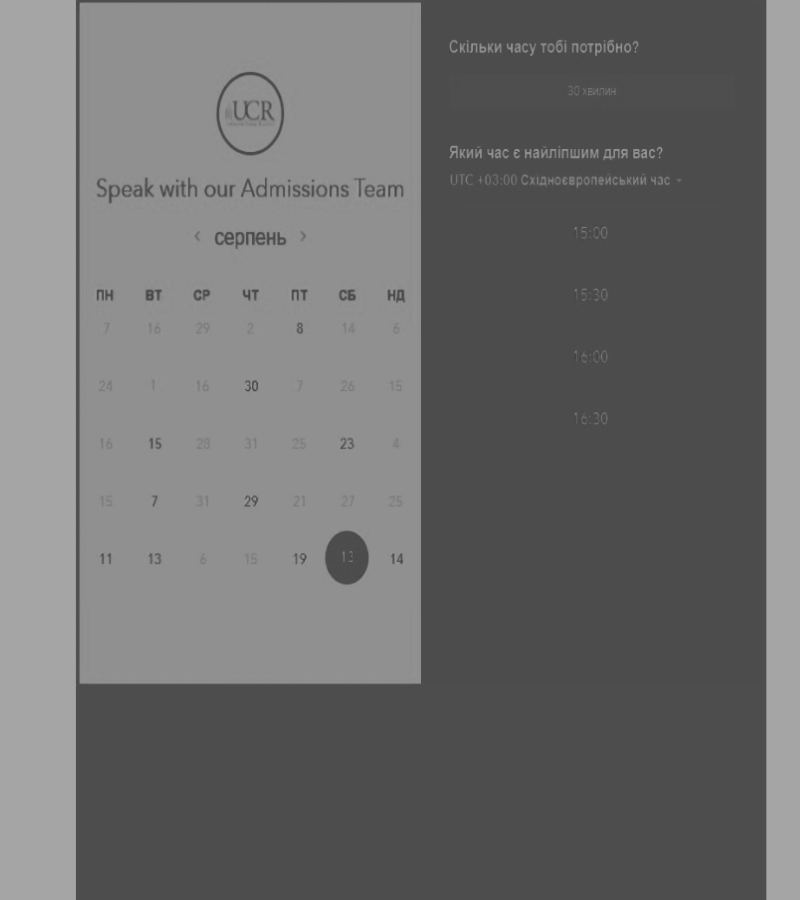 UCR
Speak with our Admissions Team
серпень
ПН ВТ СР ЧТ ПТ СБ НД
7 16 29 2 8 14 6
24 1 16 30 7 26 15
16 15 28 31 25 23 4
15 7 31 29 21 27 25
11 13 6 15 19 13 14
Скільки часу тобі потрібно?
30 хвилин
Який час є найліпшим для вас?
UTC +03:00 Східноєвропейський час
15:00
15:30
16:00
16:30